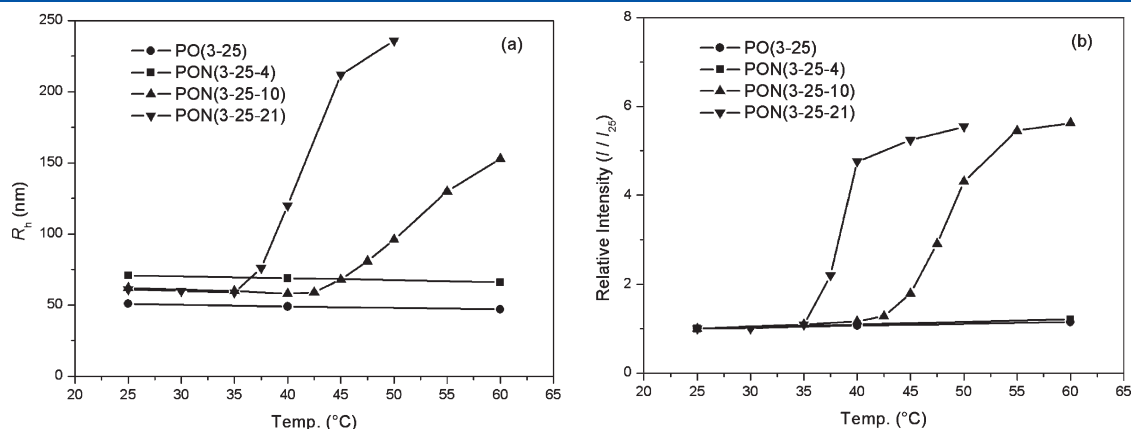 (a)
PO(3-25)
PON(3-25-4)
PON(3-25-10)
PON(3-25-21)
250
200
150
100
50
0
Rh (nm)
20 25 30 35 40 45 50 55 60 65
Temp. (°C)
(b)
PO(3-25)
PON(3-25-4)
PON(3-25-10)
PON(3-25-21)
8
6
4
2
0
Relative Intensity (I / I25)
20 25 30 35 40 45 50 55 60 65
Temp. (°C)